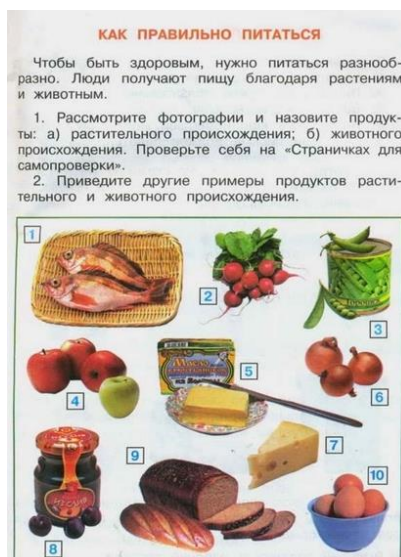 КАК ПРАВИЛЬНО ПИТАТЬСЯ
Чтобы быть здоровым, нужно питаться разнооб-
разно. Люди получают пищу благодаря растениям
и животным.
1. Рассмотрите фотографии и назовите продук-
ты: а) растительного происхождения; б) животного
происхождения. Проверьте себя на «Страничках для
самопроверки».
2. Приведите другие примеры продуктов расти-
тельного и животного происхождения.
1
2
3
4
Масло
5
6
7
8
9
10